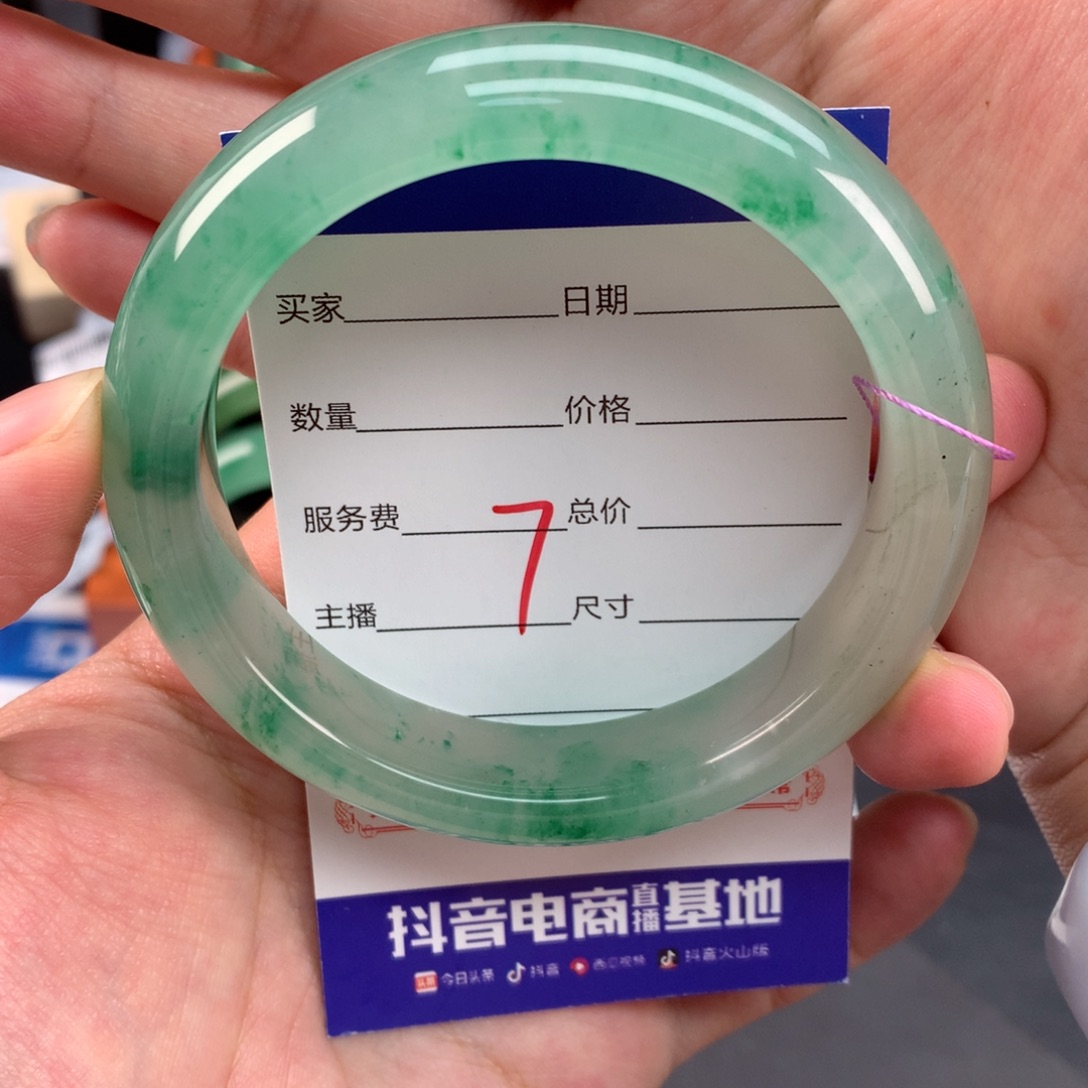 买家 日期
数量 价格
服务费 7 总价
主播 尺寸
抖音电商直播基地
今日头条 抖音 西瓜视频 抖音火山版